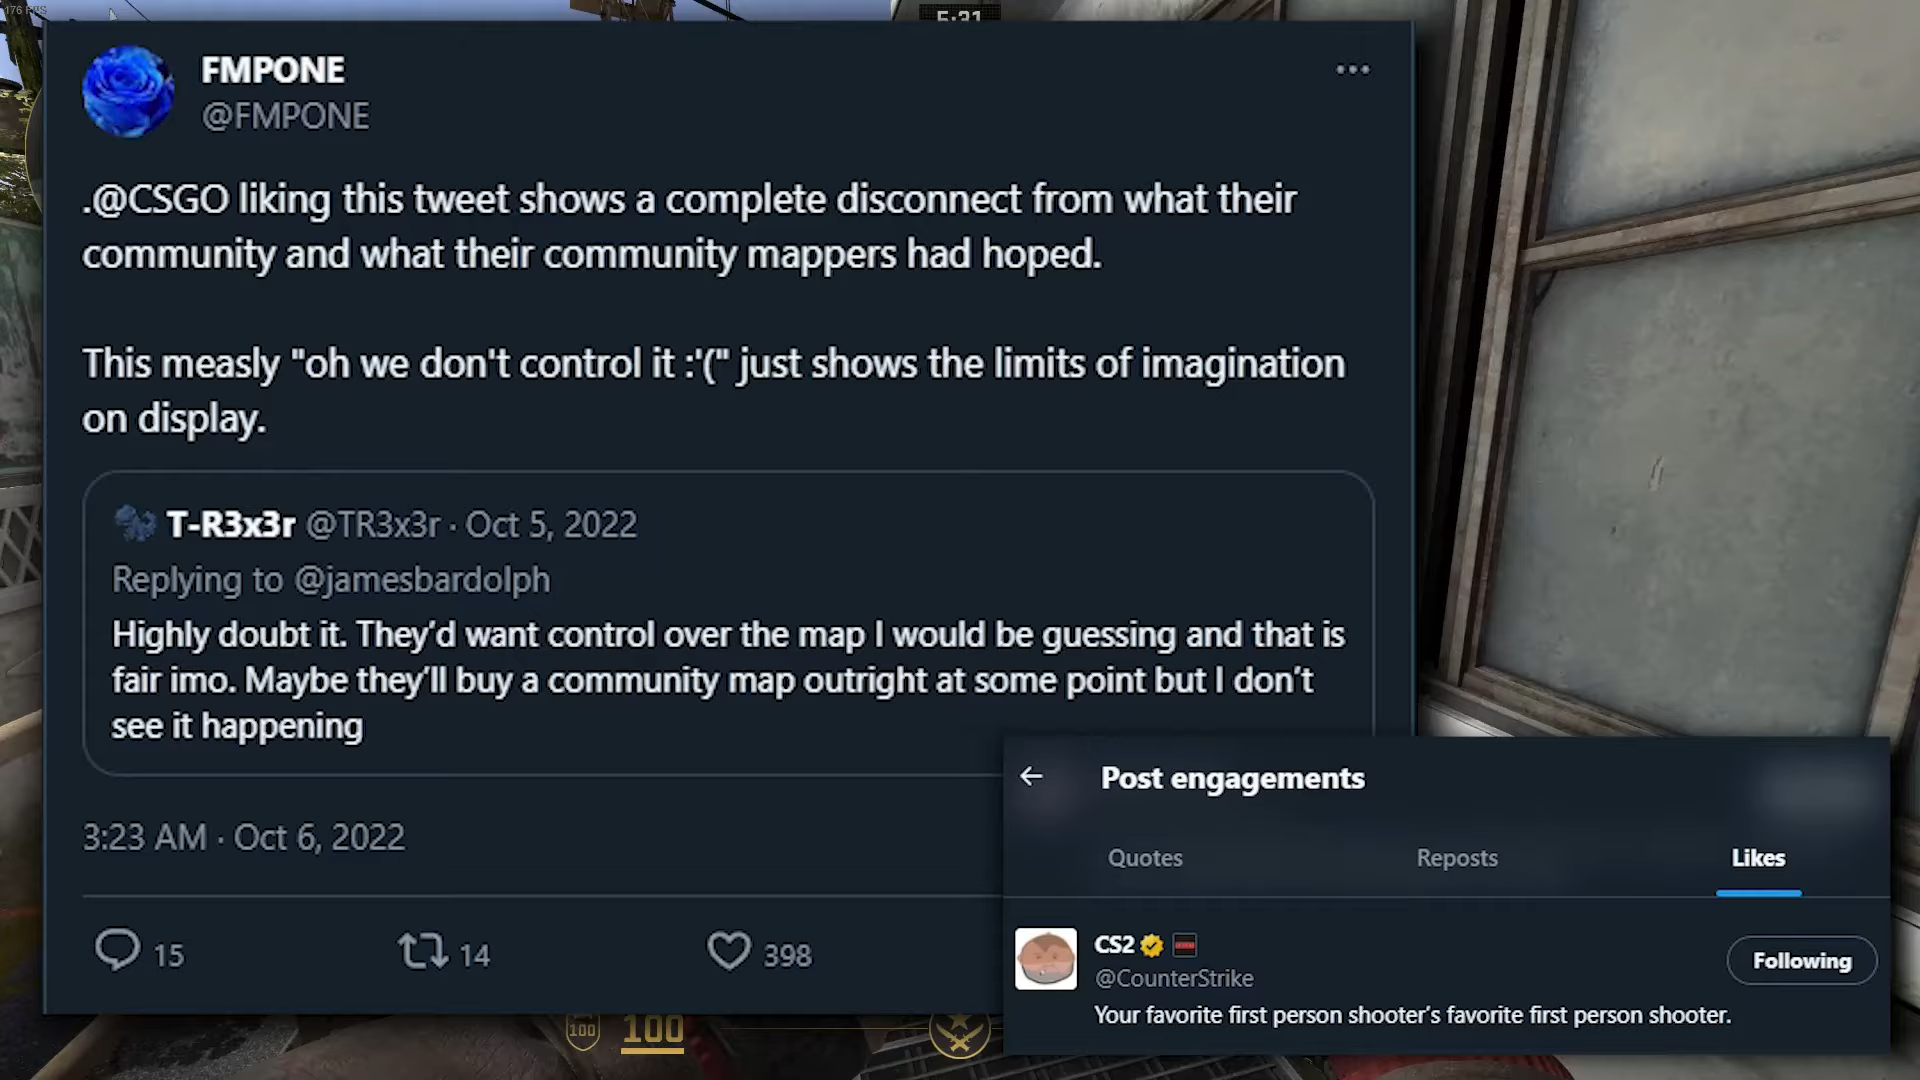 176 FPS
5:31
FMPONE
@FMPONE
.@CSGO liking this tweet shows a complete disconnect from what their
community and what their community mappers had hoped.
This measly "oh we don't control it :'(" just shows the limits of imagination
on display.
T-R3x3r @TR3x3r · Oct 5, 2022
Replying to @jamesbardolph
Highly doubt it. They’d want control over the map I would be guessing and that is
fair imo. Maybe they’ll buy a community map outright at some point but I don’t
see it happening
3:23 AM · Oct 6, 2022
15 14 398
Post engagements
Quotes Reposts Likes
CS2
@CounterStrike
Following
Your favorite first person shooter’s favorite first person shooter.
100 100